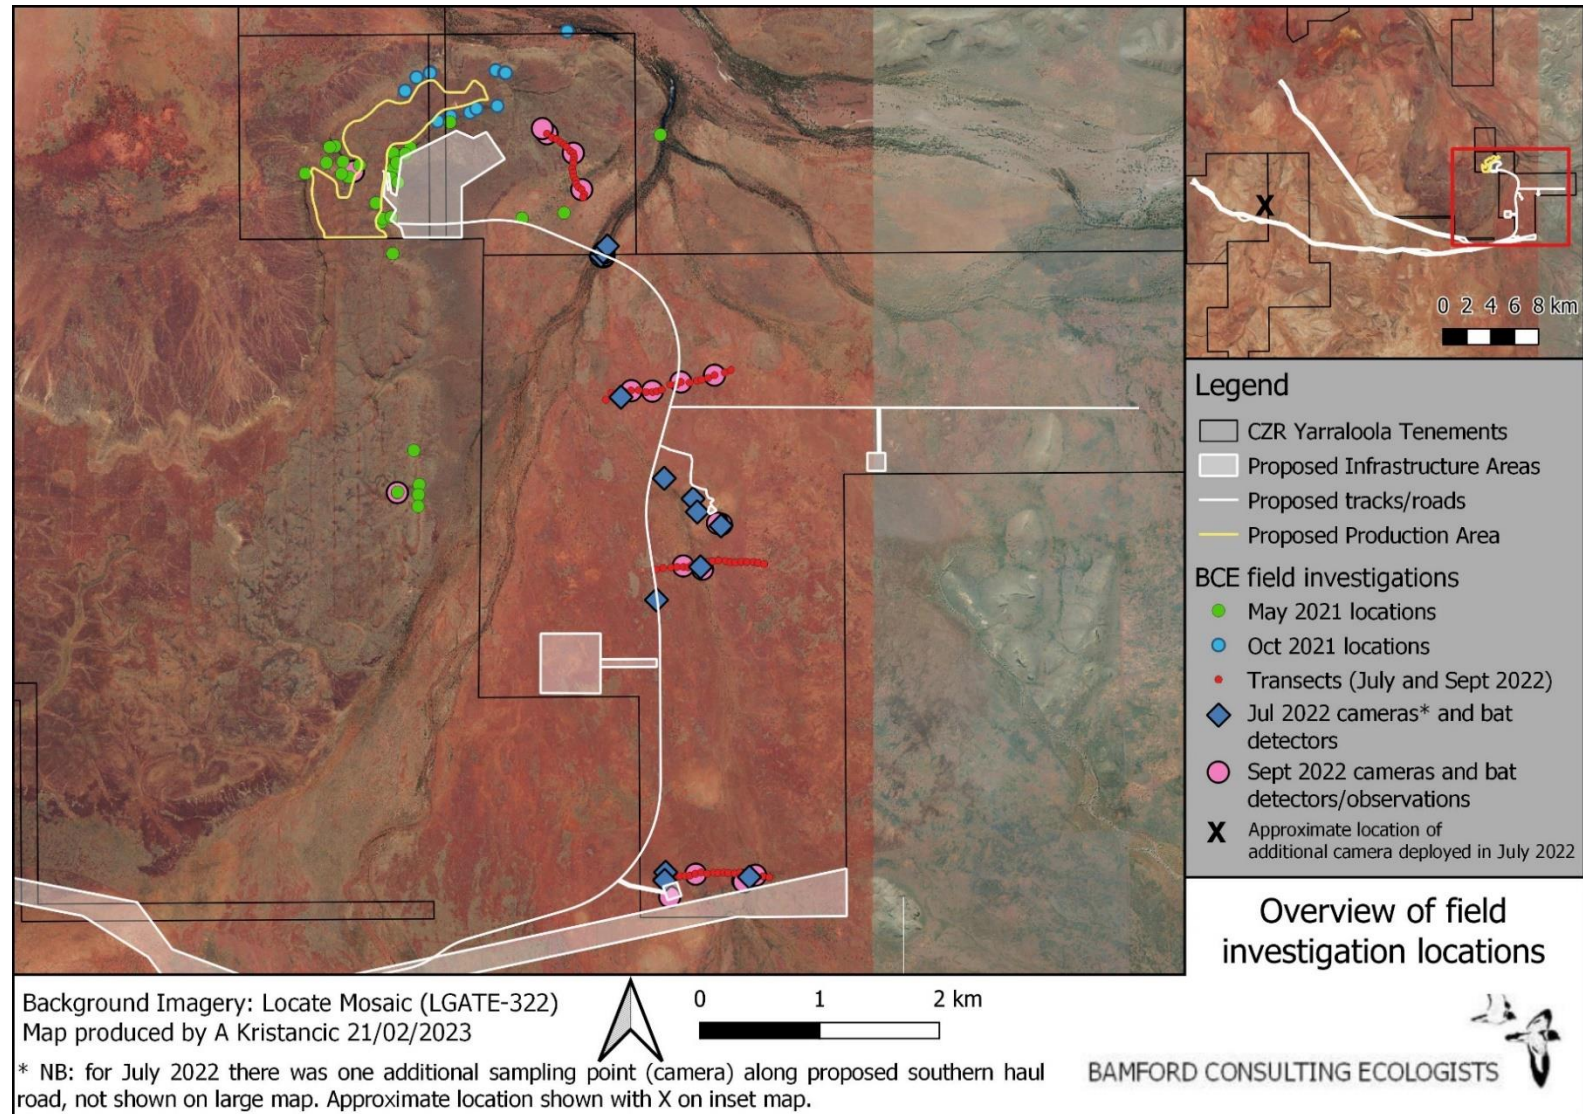 0 2 4 6 8 km
X
Legend
CZR Yarraloola Tenements
Proposed Infrastructure Areas
Proposed tracks/roads
Proposed Production Area
BCE field investigations
May 2021 locations
Oct 2021 locations
Transects (July and Sept 2022)
Jul 2022 cameras* and bat
detectors
Sept 2022 cameras and bat
detectors/observations
X Approximate location of
additional camera deployed in July 2022
Overview of field
investigation locations
Background Imagery: Locate Mosaic (LGATE-322)
Map produced by A Kristancic 21/02/2023
0 1 2 km
* NB: for July 2022 there was one additional sampling point (camera) along proposed southern haul
road, not shown on large map. Approximate location shown with X on inset map.
BAMFORD CONSULTING ECOLOGISTS